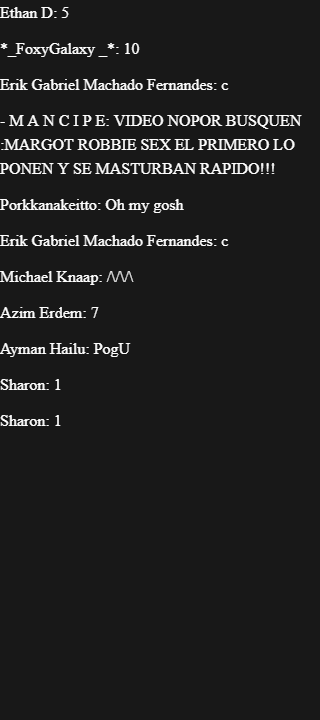 Ethan D: 5
*_FoxyGalaxy _*: 10
Erik Gabriel Machado Fernandes: c
- M A N C I P E: VIDEO NOPOR BUSQUEN
:MARGOT ROBBIE SEX EL PRIMERO LO
PONEN Y SE MASTURBAN RAPIDO!!!
Porkkanakeitto: Oh my gosh
Erik Gabriel Machado Fernandes: c
Michael Knaap: /\/\/\
Azim Erdem: 7
Ayman Hailu: PogU
Sharon: 1
Sharon: 1